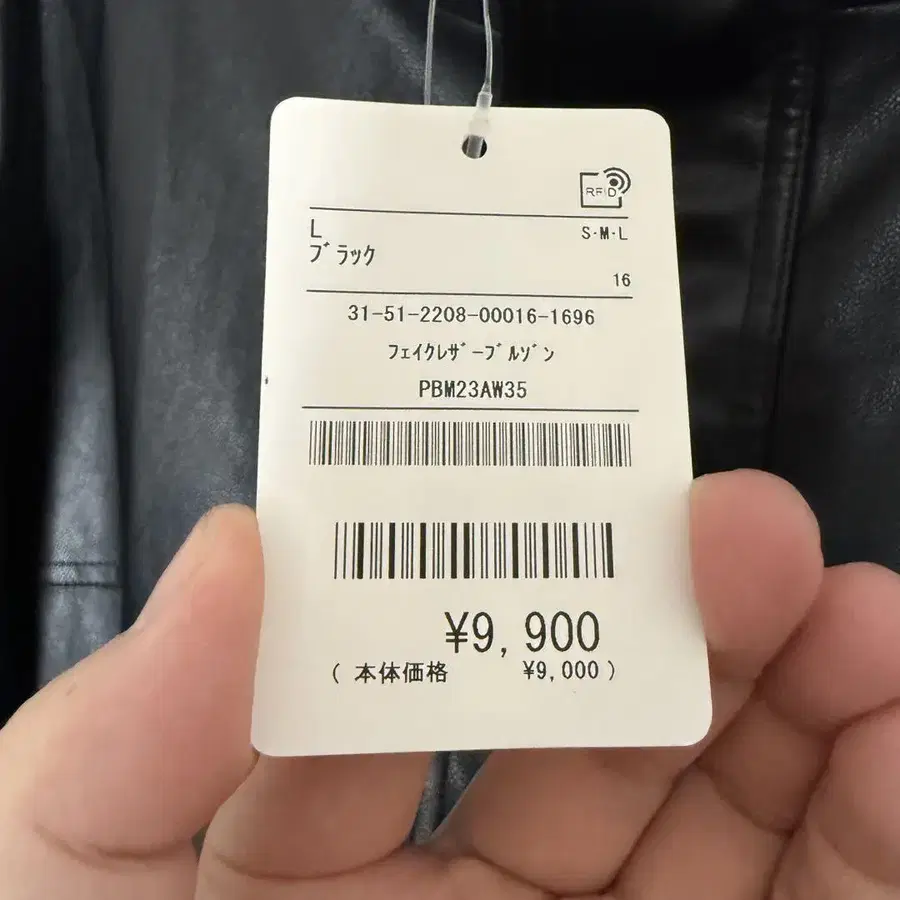 RFID
L
S·M·L
ブラック
16
31-51-2208-00016-1696
フェイクレザーブルゾン
PBM23AW35
¥9,900
(本体価格 ¥9,000)